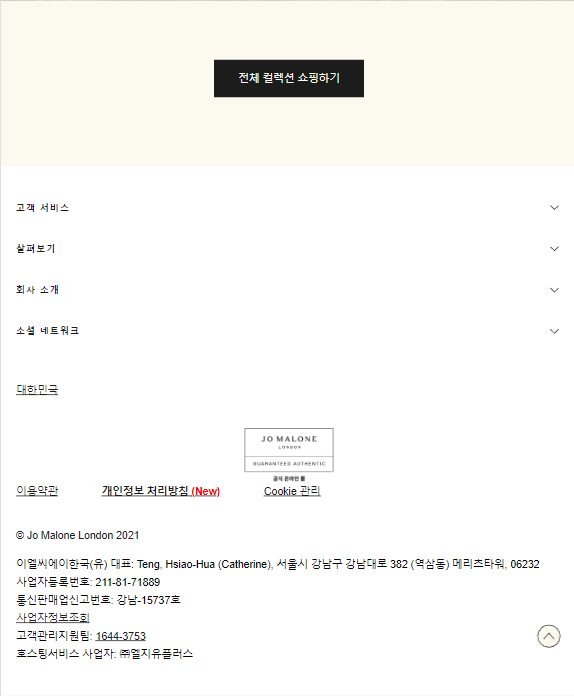 전체 컬렉션 쇼핑하기
고객 서비스
살펴보기
회사 소개
소셜 네트워크
대한민국
JO MALONE
LONDON
GUARANTEED AUTHENTIC
공식 온라인 몰
이용약관 개인정보 처리방침 (New) Cookie 관리
© Jo Malone London 2021
이엘씨에이한국(유) 대표: Teng, Hsiao-Hua (Catherine), 서울시 강남구 강남대로 382 (역삼동) 메리츠타워, 06232
사업자등록번호: 211-81-71889
통신판매업신고번호: 강남-15737호
사업자정보조회
고객관리지원팀: 1644-3753
호스팅서비스 사업자: ㈜엘지유플러스